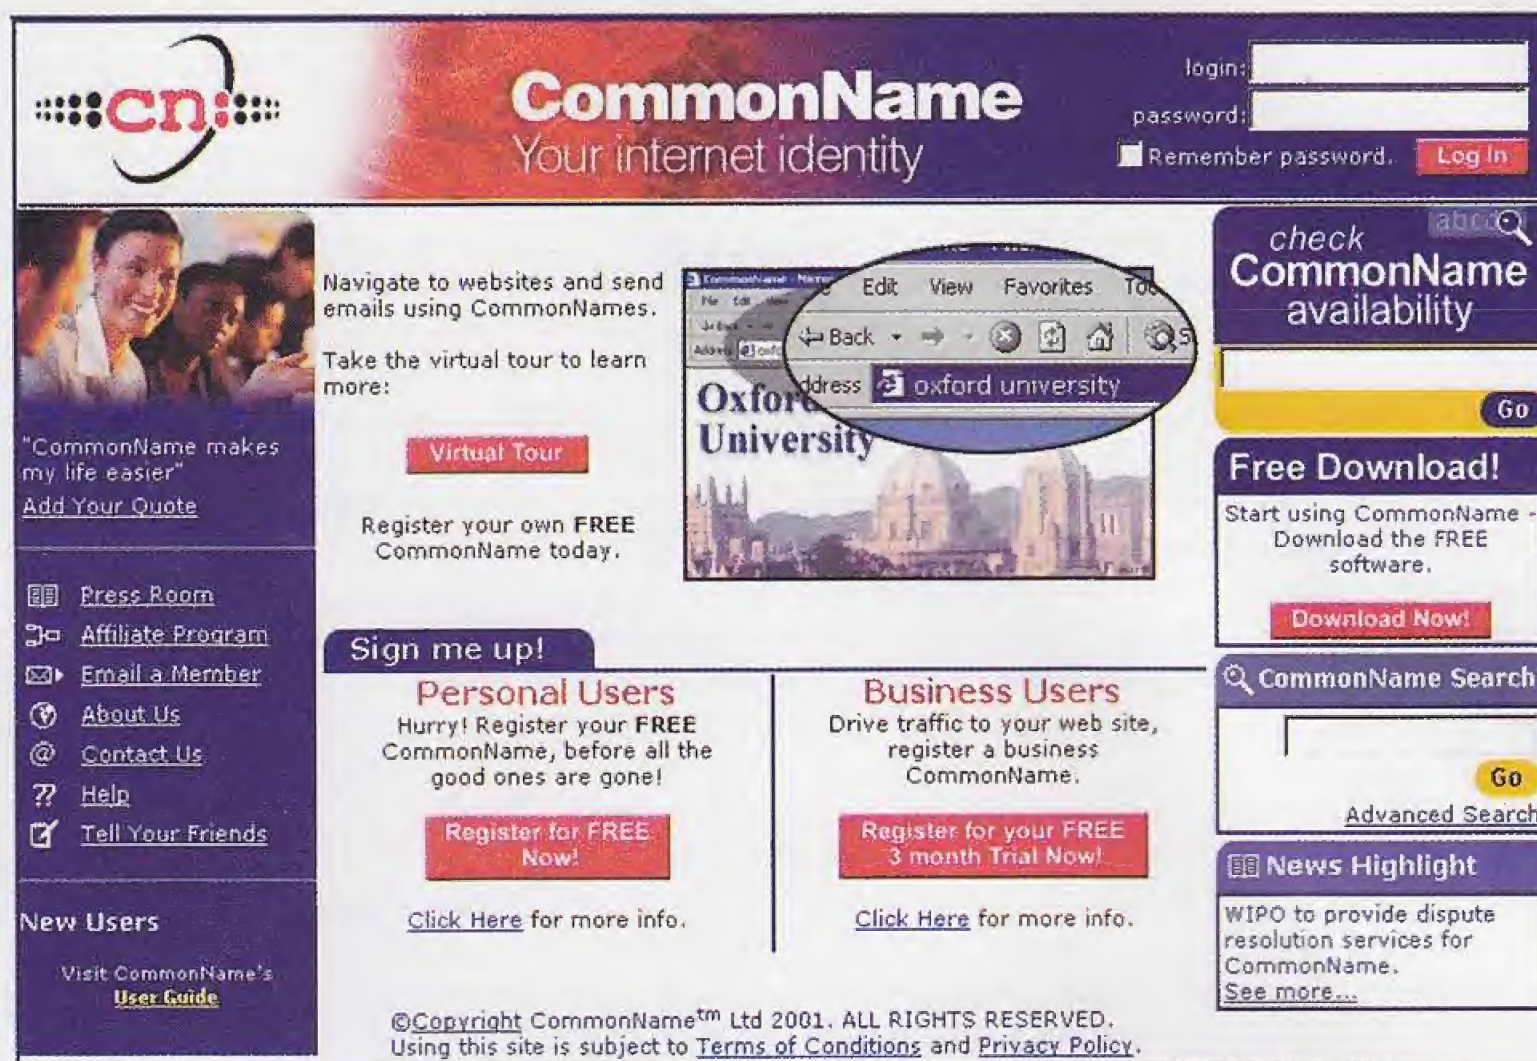 cn
CommonName
Your internet identity
login:
password:
Remember password.
Log In
"CommonName makes
my life easier"
Add Your Quote
Press Room
Affiliate Program
Email a Member
About Us
Contact Us
?? Help
Tell Your Friends
New Users
Visit CommonName's
User Guide
Navigate to websites and send
emails using CommonNames.
Take the virtual tour to learn
more:
Virtual Tour
Register your own FREE
CommonName today.
Edit View Favorites
Back
ddress oxford university
Oxford
University
Sign me up!
Personal Users
Hurry! Register your FREE
CommonName, before all the
good ones are gone!
Register for FREE
Now!
Click Here for more info.
Business Users
Drive traffic to your web site,
register a business
CommonName.
Register for your FREE
3 month Trial Now!
Click Here for more info.
abcd
check
CommonName
availability
Go
Free Download!
Start using CommonName -
Download the FREE
software.
Download Now!
CommonName Search
Go
Advanced Search
News Highlight
WIPO to provide dispute
resolution services for
CommonName.
See more...
©Copyright CommonName™ Ltd 2001. ALL RIGHTS RESERVED.
Using this site is subject to Terms of Conditions and Privacy Policy.